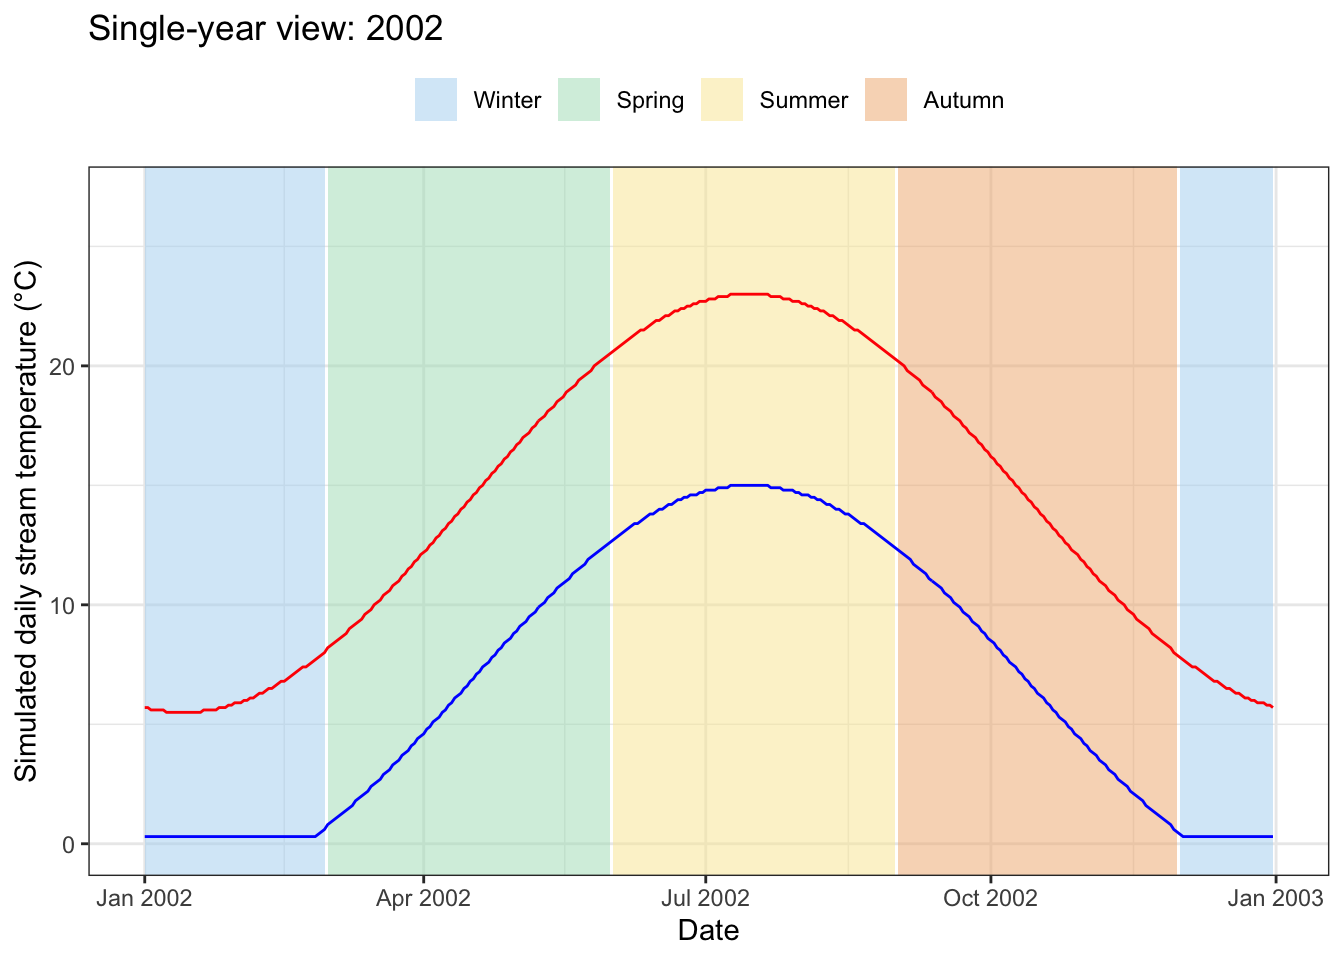 Single-year view: 2002
Winter Spring Summer Autumn
Simulated daily stream temperature (°C)
20
10
0
Jan 2002 Apr 2002 Jul 2002 Oct 2002 Jan 2003
Date